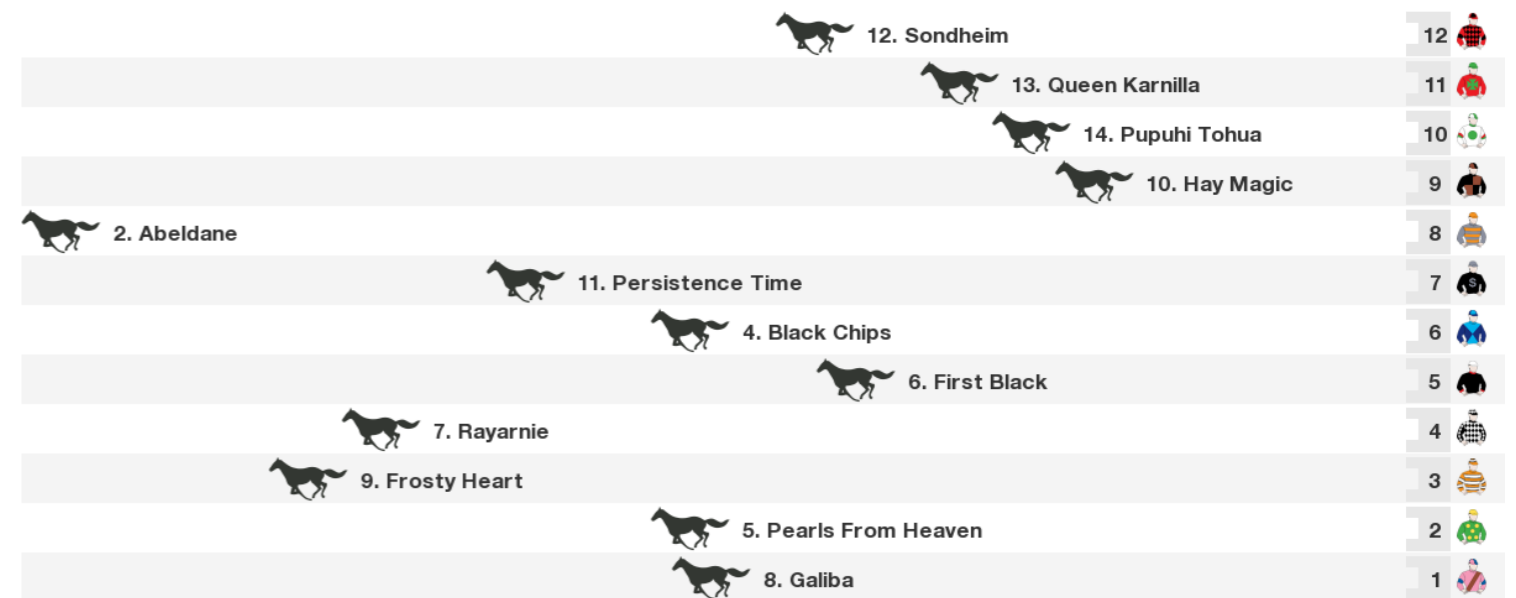 12. Sondheim 12
13. Queen Karnilla 11
14. Pupuhi Tohua 10
10. Hay Magic 9
2. Abeldane 8
11. Persistence Time 7
S
4. Black Chips 6
6. First Black 5
7. Rayarnie 4
9. Frosty Heart 3
5. Pearls From Heaven 2
8. Galiba 1